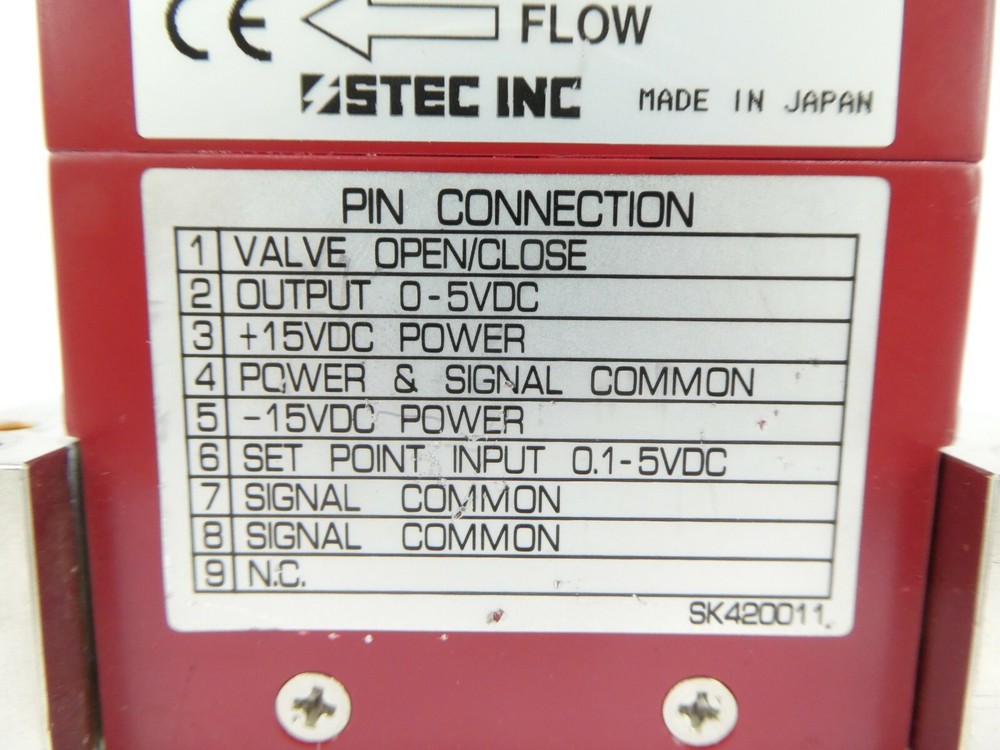 CE FLOW
STEC INC MADE IN JAPAN
PIN CONNECTION
1 VALVE OPEN/CLOSE
2 OUTPUT 0-5VDC
3 +15VDC POWER
4 POWER & SIGNAL COMMON
5 -15VDC POWER
6 SET POINT INPUT 0.1-5VDC
7 SIGNAL COMMON
8 SIGNAL COMMON
9 N.C.
SK420011